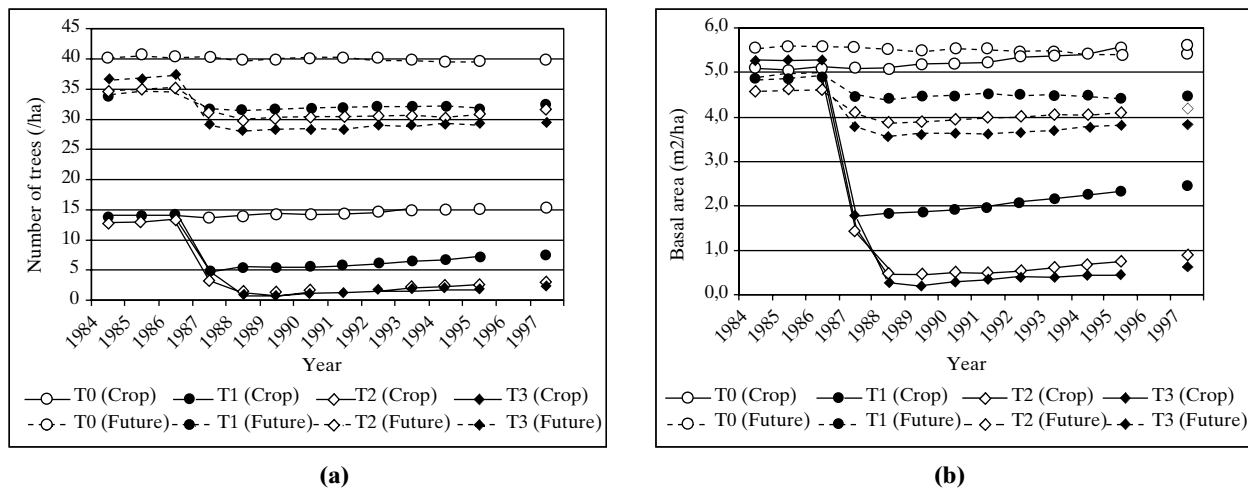 (a)
Number of trees (/ha)
45
40
35
30
25
20
15
10
5
0
1984 1985 1986 1987 1988 1989 1990 1991 1992 1993 1994 1995 1996 1997
Year
T0 (Crop) T1 (Crop) T2 (Crop) T3 (Crop)
T0 (Future) T1 (Future) T2 (Future) T3 (Future)
(a)
(b)
Basal area (m2/ha)
6,0
5,0
4,0
3,0
2,0
1,0
0,0
1984 1985 1986 1987 1988 1989 1990 1991 1992 1993 1994 1995 1996 1997
Year
T0 (Crop) T1 (Crop) T2 (Crop) T3 (Crop)
T0 (Future) T1 (Future) T2 (Future) T3 (Future)
(b)